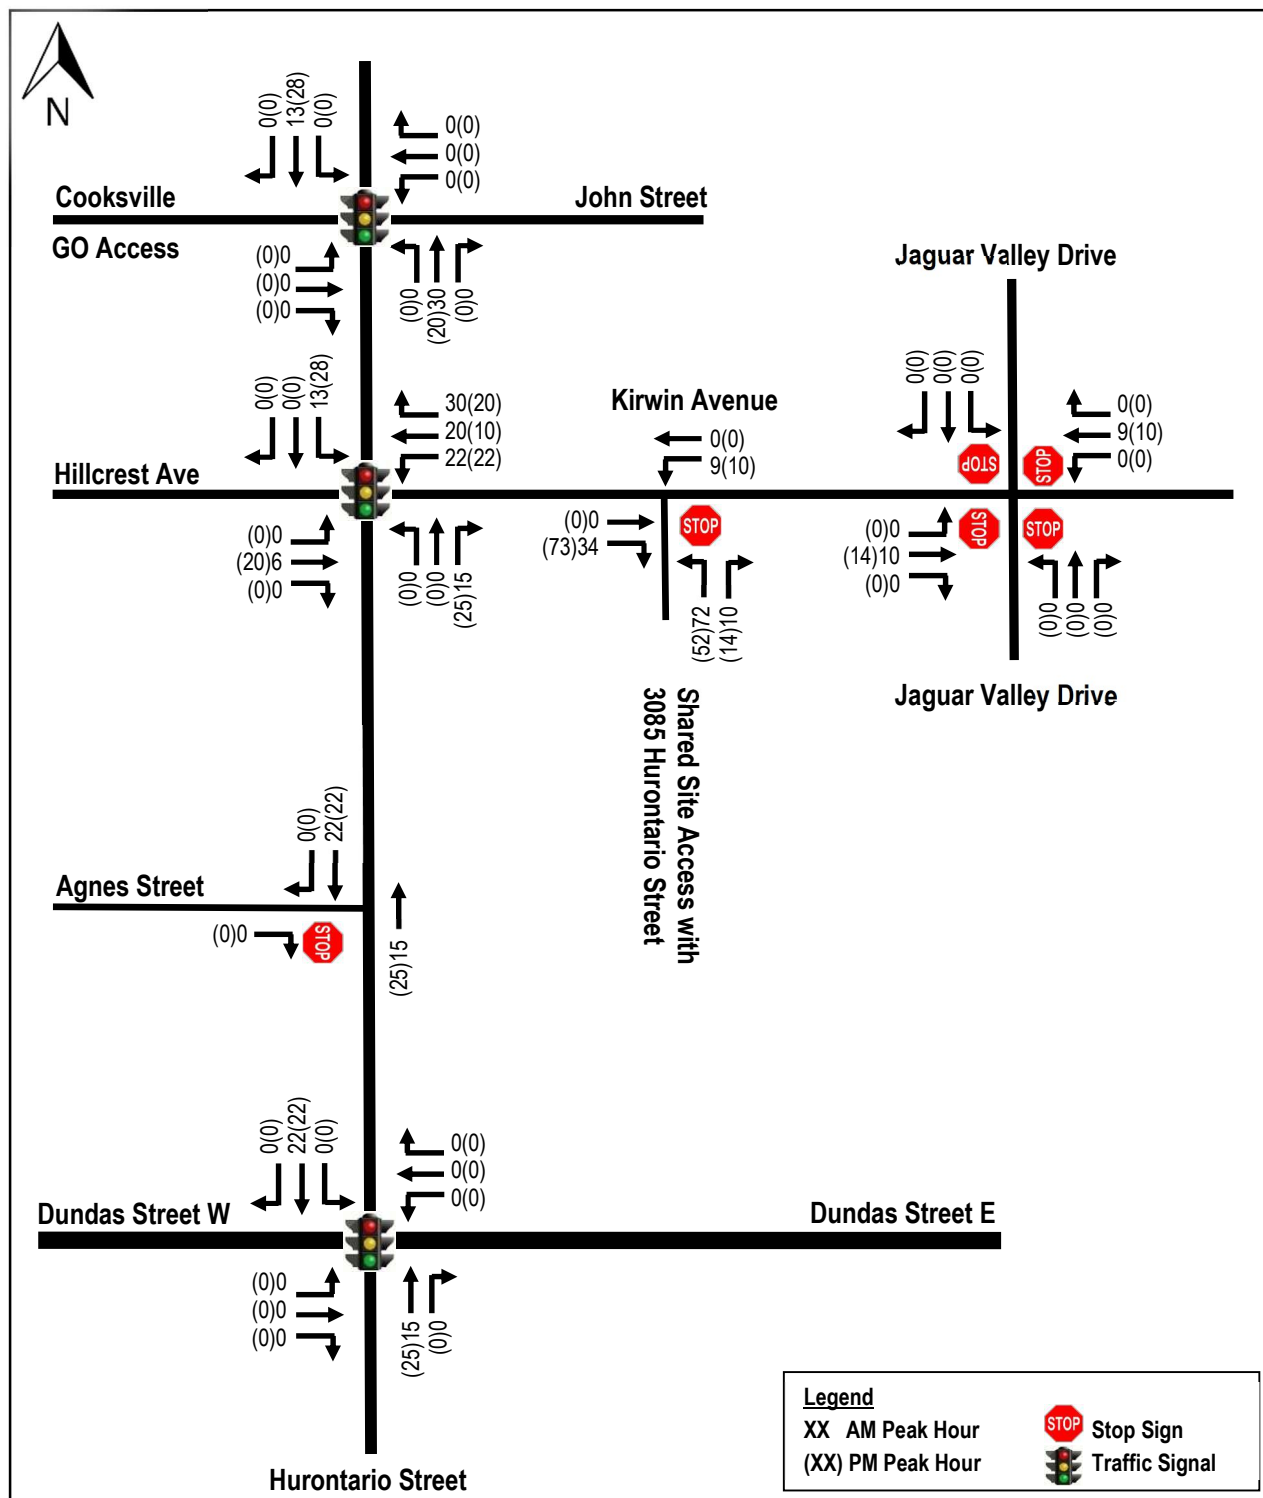 N
0(0)
13(28)
0(0)
0(0)
0(0)
0(0)
Cooksville
John Street
GO Access
(0)0
(0)0
(0)0
(0)0
(20)30
(0)0
Jaguar Valley Drive
0(0)
0(0)
13(28)
30(20)
20(10)
22(22)
Hillcrest Ave
(0)0
(20)6
(0)0
(0)0
(0)0
(25)15
Kirwin Avenue
0(0)
9(10)
(0)0
(73)34
STOP
(52)72
(14)10
Shared Site Access with
3085 Hurontario Street
0(0)
0(0)
0(0)
0(0)
9(10)
0(0)
STOP
STOP
STOP
STOP
(0)0
(14)10
(0)0
(0)0
(0)0
(0)0
Jaguar Valley Drive
0(0)
22(22)
Agnes Street
(0)0
STOP
(25)15
0(0)
22(22)
0(0)
0(0)
0(0)
0(0)
Dundas Street W
Dundas Street E
(0)0
(0)0
(0)0
(25)15
(0)0
Hurontario Street
Legend
XX AM Peak Hour
STOP Stop Sign
(XX) PM Peak Hour
Traffic Signal